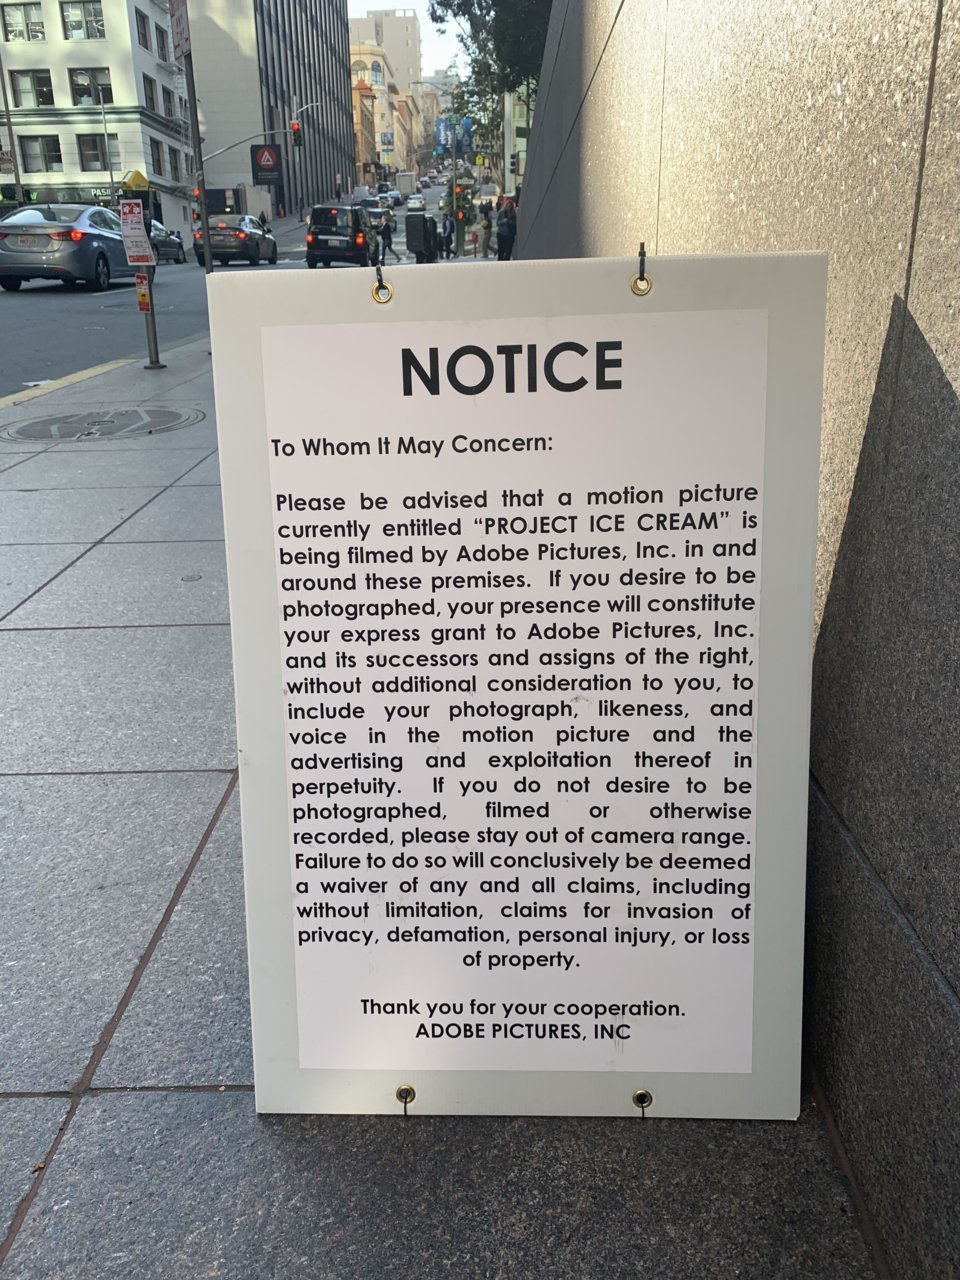 NOTICE
To Whom It May Concern:
Please be advised that a motion picture
currently entitled “PROJECT ICE CREAM” is
being filmed by Adobe Pictures, Inc. in and
around these premises. If you desire to be
photographed, your presence will constitute
your express grant to Adobe Pictures, Inc.
and its successors and assigns of the right,
without additional consideration to you, to
include your photograph, likeness, and
voice in the motion picture and the
advertising and exploitation thereof in
perpetuity. If you do not desire to be
photographed, filmed or otherwise
recorded, please stay out of camera range.
Failure to do so will conclusively be deemed
a waiver of any and all claims, including
without limitation, claims for invasion of
privacy, defamation, personal injury, or loss
of property.
Thank you for your cooperation.
ADOBE PICTURES, INC